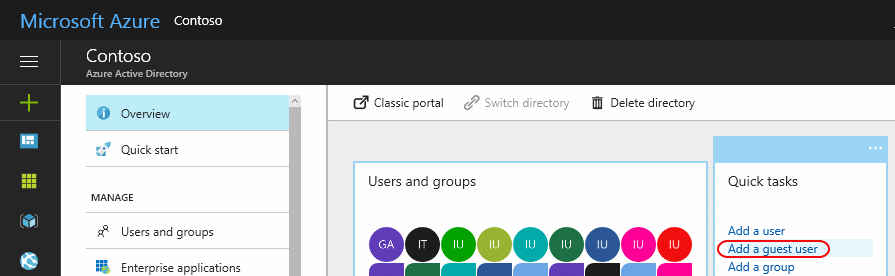 Microsoft Azure Contoso
Contoso
Azure Active Directory
Overview
Quick start
MANAGE
Users and groups
Enterprise applications
Classic portal Switch directory Delete directory
Users and groups
GA IT IU IU IU IU IU IU IU
Quick tasks
Add a user
Add a guest user
Add a group